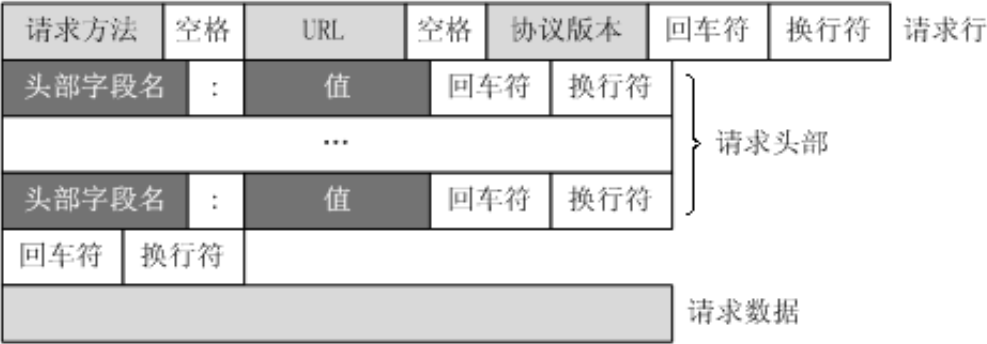 请求方法 空格 URL 空格 协议版本 回车符 换行符 请求行
头部字段名 : 值 回车符 换行符
... 请求头部
头部字段名 : 值 回车符 换行符
回车符 换行符
请求数据